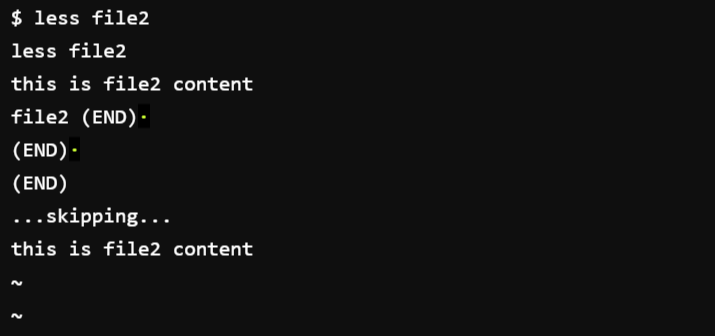 $ less file2
less file2
this is file2 content
file2 (END)·
(END)·
(END)
...skipping...
this is file2 content
~
~